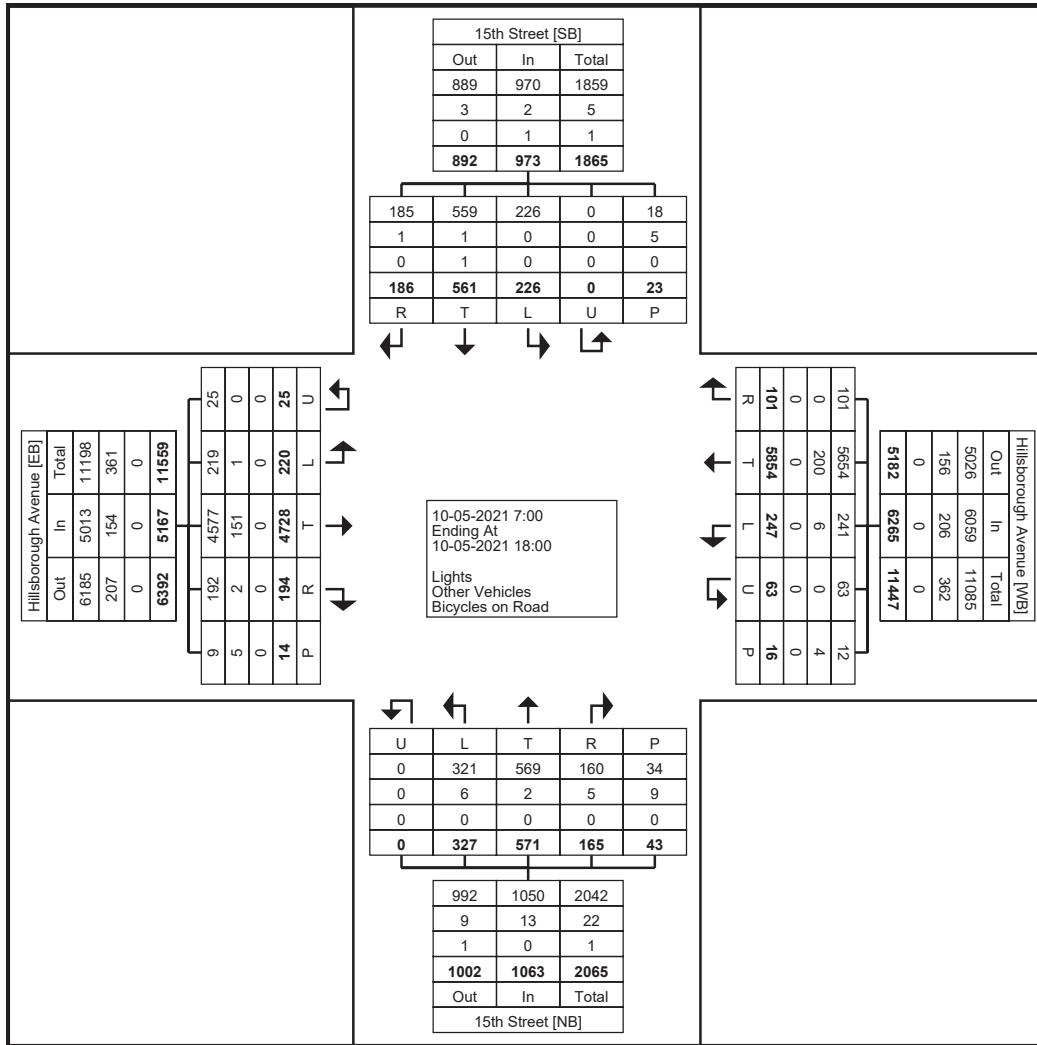 15th Street [SB]
Out In Total
889 970 1859
3 2 5
0 1 1
892 973 1865
185 559 226 0 18
1 1 0 0 5
0 1 0 0 0
186 561 226 0 23
R T L U P
Hillsborough Avenue [EB]
Total In Out
11198 5013 6185
361 154 207
0 0 0
11559 5167 6392
25 219 4577 192 9
0 1 151 2 5
0 0 0 0 0
25 220 4728 194 14
U L T R P
10-05-2021 7:00
Ending At
10-05-2021 18:00
Lights
Other Vehicles
Bicycles on Road
R T L U P
101 5854 247 63 16
0 0 0 0 0
0 200 6 0 4
101 5654 241 63 12
Hillsborough Avenue [WB]
Out In Total
5026 6059 11085
156 206 362
0 0 0
5182 6265 11447
U L T R P
0 321 569 160 34
0 6 2 5 9
0 0 0 0 0
0 327 571 165 43
992 1050 2042
9 13 22
1 0 1
1002 1063 2065
Out In Total
15th Street [NB]